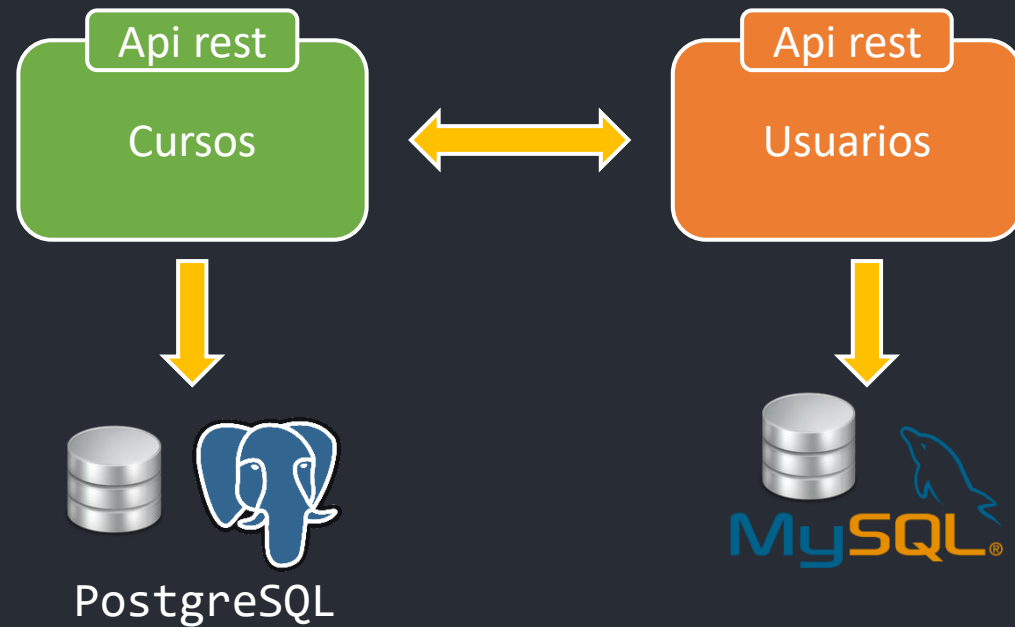 Api rest
Cursos
Api rest
Usuarios
PostgreSQL
MySQL®